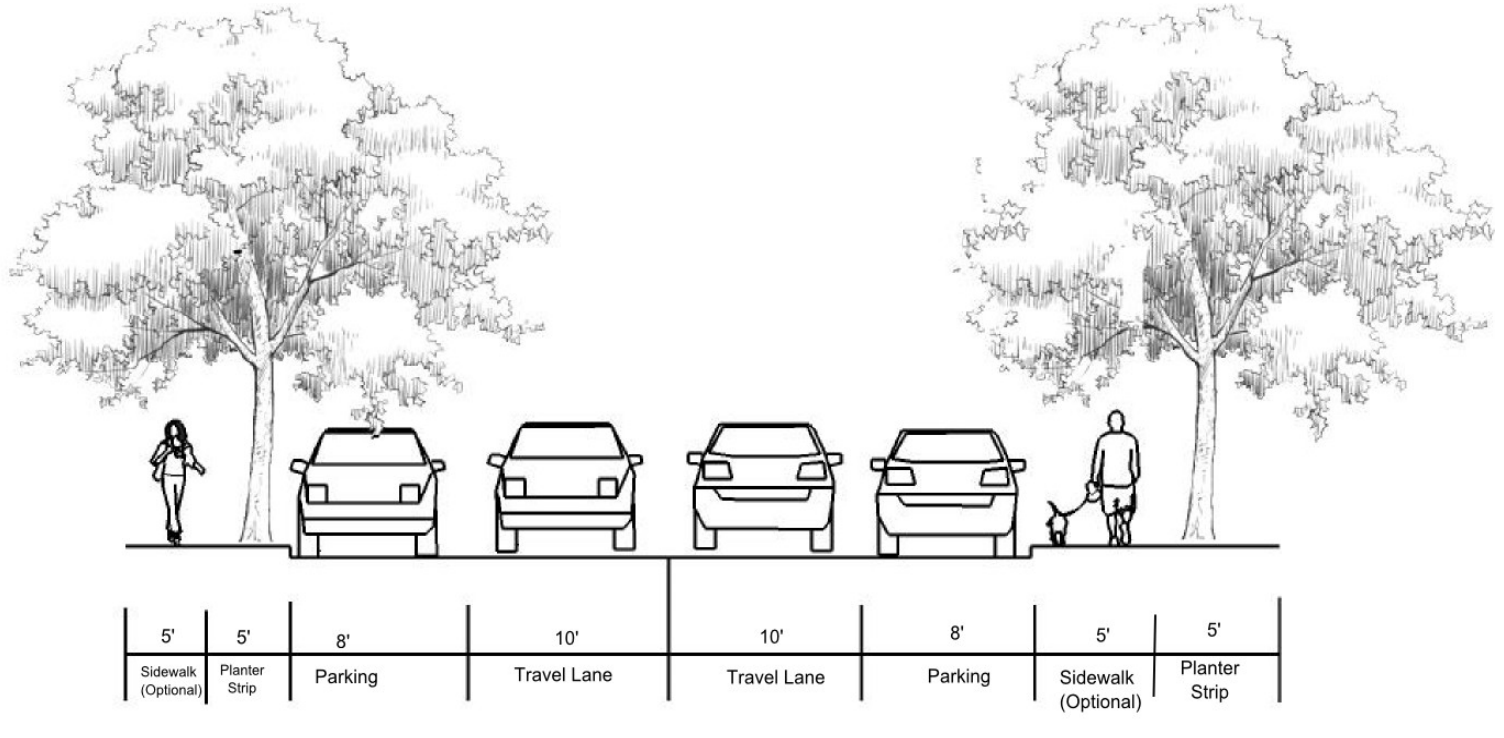 5' 5' 8' 10' 10' 8' 5' 5'
Sidewalk
(Optional)
Planter
Strip
Parking
Travel Lane
Travel Lane
Parking
Sidewalk
(Optional)
Planter
Strip